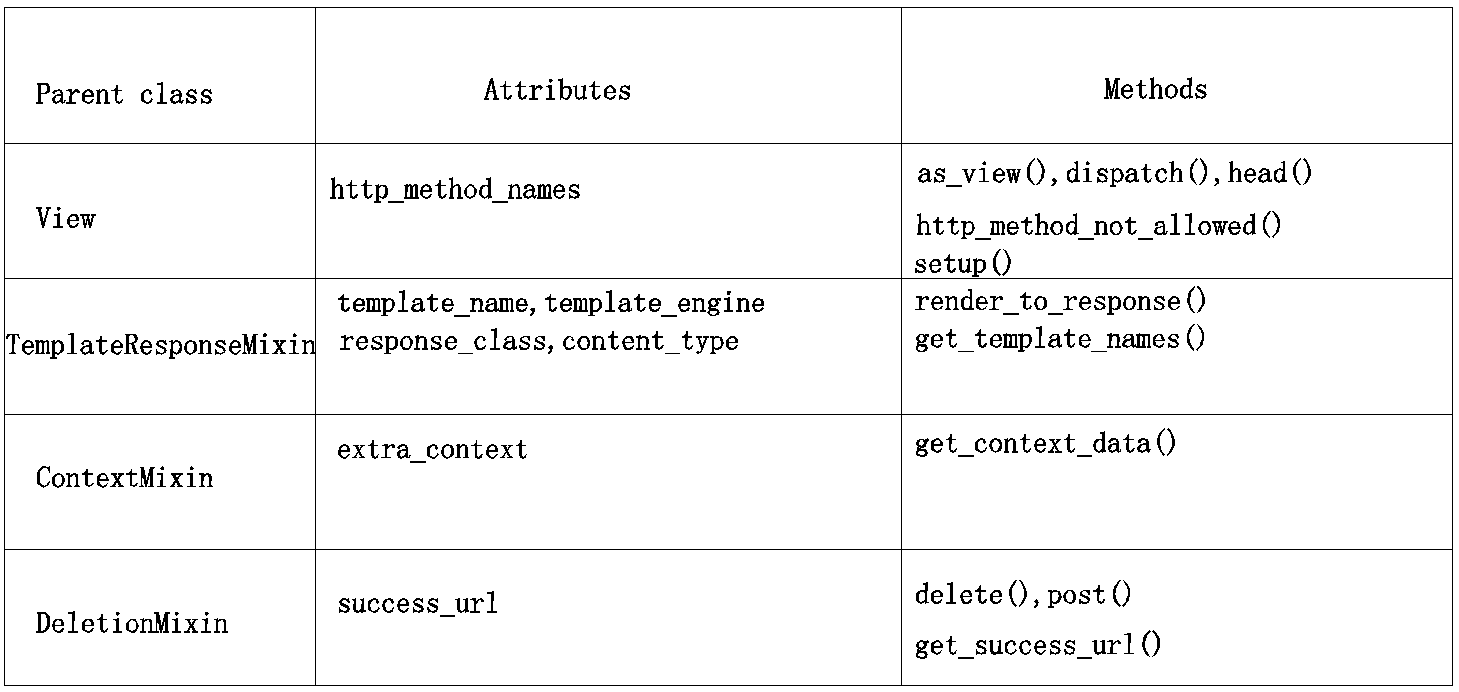 Parent class
Attributes
Methods
View
http_method_names
as_view(),dispatch(),head()
http_method_not_allowed()
setup()
TemplateResponseMixin
template_name,template_engine
response_class,content_type
render_to_response()
get_template_names()
ContextMixin
extra_context
get_context_data()
DeletionMixin
success_url
delete(),post()
get_success_url()